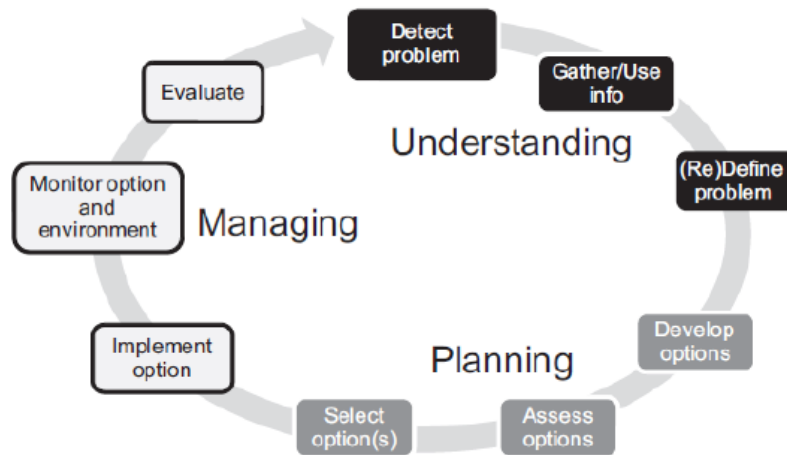 Detect
problem
Gather/Use
info
Understanding
(Re)Define
problem
Develop
options
Planning
Assess
options
Select
option(s)
Implement
option
Managing
Monitor option
and
environment
Evaluate